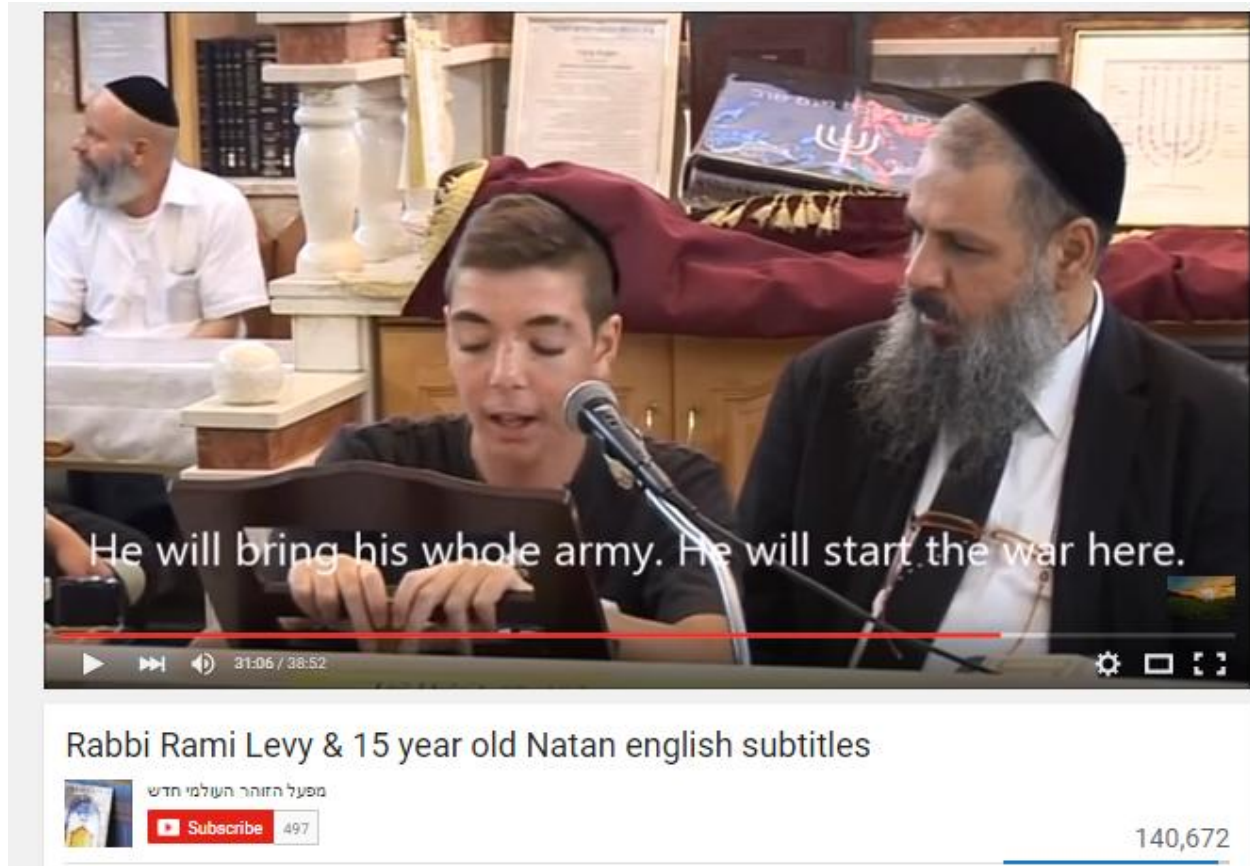 He will bring his whole army. He will start the war here.
31:06 / 38:52
Rabbi Rami Levy & 15 year old Natan english subtitles
מפעל הזוהר העולמי חדש
Subscribe 497
140,672